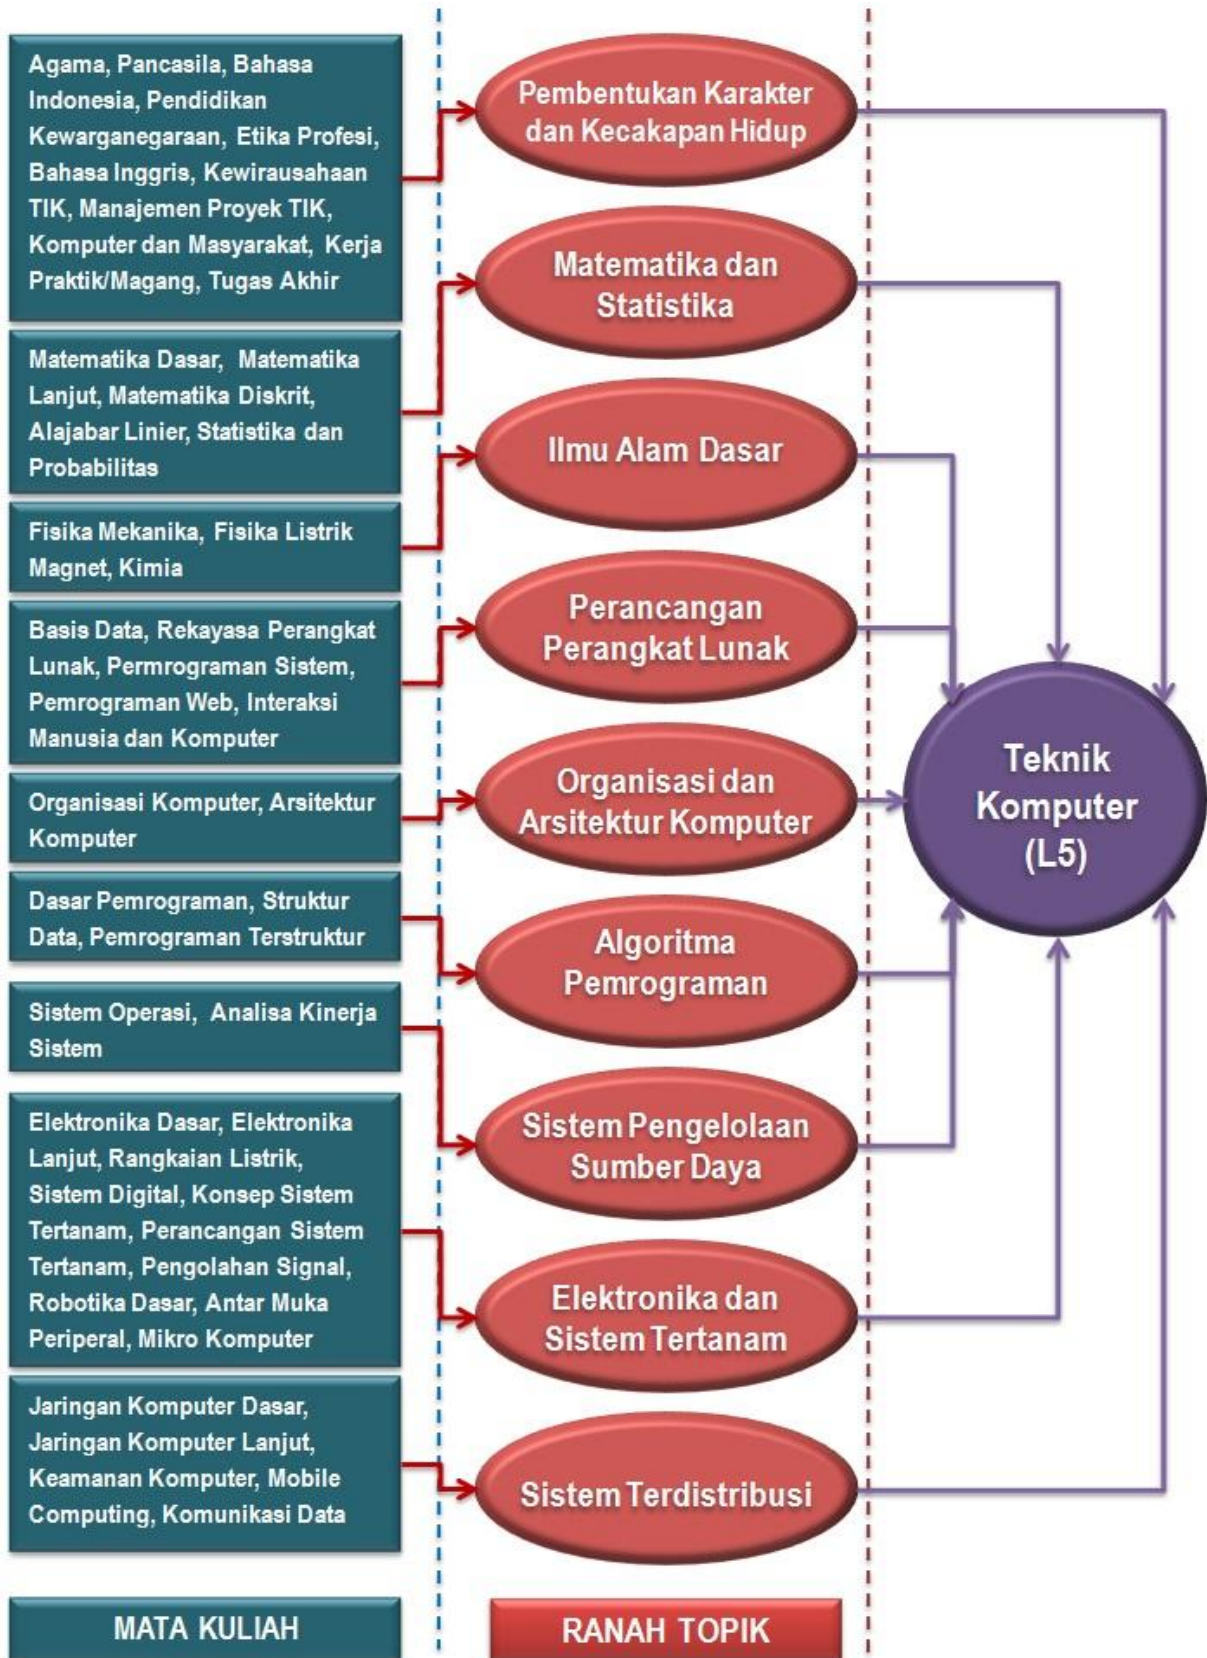 Agama, Pancasila, Bahasa
Indonesia, Pendidikan
Kewarganegaraan, Etika Profesi,
Bahasa Inggris, Kewirausahaan
TIK, Manajemen Proyek TIK,
Komputer dan Masyarakat, Kerja
Praktik/Magang, Tugas Akhir
Matematika Dasar, Matematika
Lanjut, Matematika Diskrit,
Alajabar Linier, Statistika dan
Probabilitas
Fisika Mekanika, Fisika Listrik
Magnet, Kimia
Basis Data, Rekayasa Perangkat
Lunak, Permrograman Sistem,
Pemrograman Web, Interaksi
Manusia dan Komputer
Organisasi Komputer, Arsitektur
Komputer
Dasar Pemrograman, Struktur
Data, Pemrograman Terstruktur
Sistem Operasi, Analisa Kinerja
Sistem
Elektronika Dasar, Elektronika
Lanjut, Rangkaian Listrik,
Sistem Digital, Konsep Sistem
Tertanam, Perancangan Sistem
Tertanam, Pengolahan Signal,
Robotika Dasar, Antar Muka
Periperal, Mikro Komputer
Jaringan Komputer Dasar,
Jaringan Komputer Lanjut,
Keamanan Komputer, Mobile
Computing, Komunikasi Data
MATA KULIAH
Pembentukan Karakter
dan Kecakapan Hidup
Matematika dan
Statistika
Ilmu Alam Dasar
Perancangan
Perangkat Lunak
Organisasi dan
Arsitektur Komputer
Algoritma
Pemrograman
Sistem Pengelolaan
Sumber Daya
Elektronika dan
Sistem Tertanam
Sistem Terdistribusi
RANAH TOPIK
Teknik
Komputer
(L5)